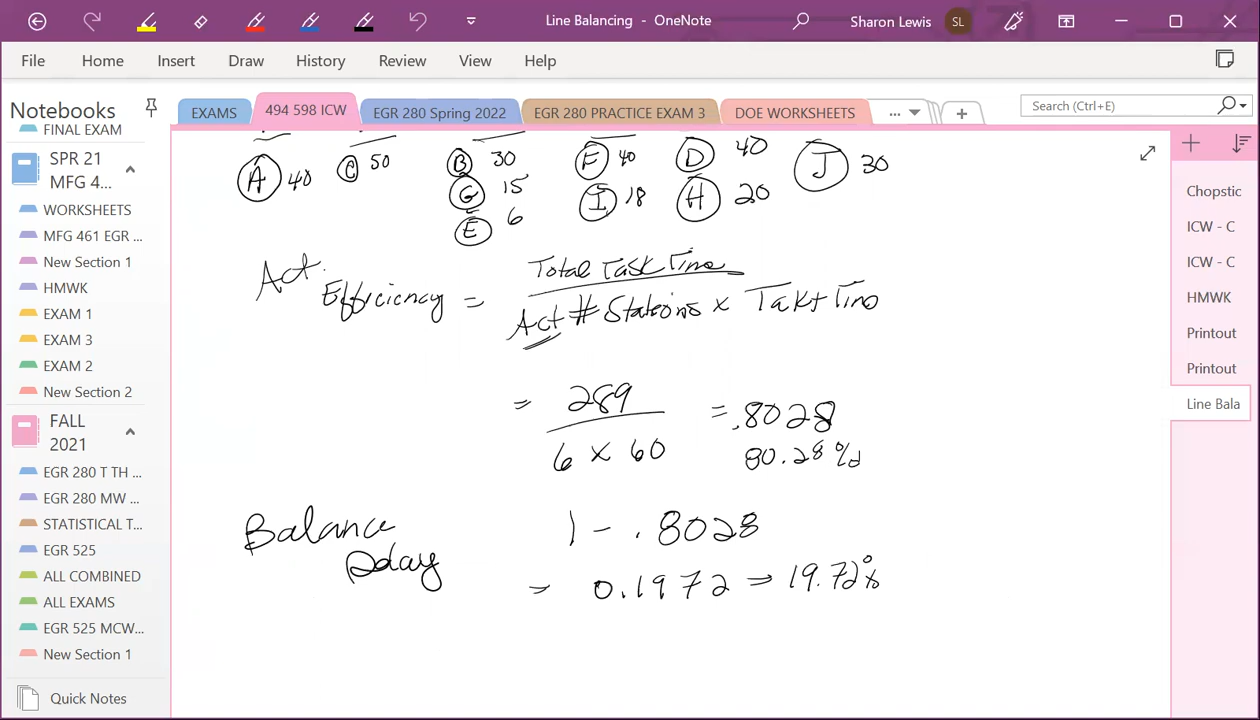 Line Balancing - OneNote
Sharon Lewis SL
File Home Insert Draw History Review View Help
Notebooks
EXAMS 494 598 ICW EGR 280 Spring 2022 EGR 280 PRACTICE EXAM 3 DOE WORKSHEETS ... +
Search (Ctrl+E)
FINAL EXAM
SPR 21
MFG 4...
WORKSHEETS
MFG 461 EGR ...
New Section 1
HMWK
EXAM 1
EXAM 3
EXAM 2
New Section 2
FALL
2021
EGR 280 T TH ...
EGR 280 MW ...
STATISTICAL T...
EGR 525
ALL COMBINED
ALL EXAMS
EGR 525 MCW...
New Section 1
Quick Notes
A 40 C 50 B 30 F 40 D 40 J 30
G 15 I 18 H 20
E 6
Act.
Efficiency = Total Task Time
Act # Stations x Takt Time
= 289 = .8028
6 x 60 80.28%
Balance 1 - .8028
= 0.1972 => 19.72%
Chopstic
ICW - C
ICW - C
HMWK
Printout
Printout
Line Bala